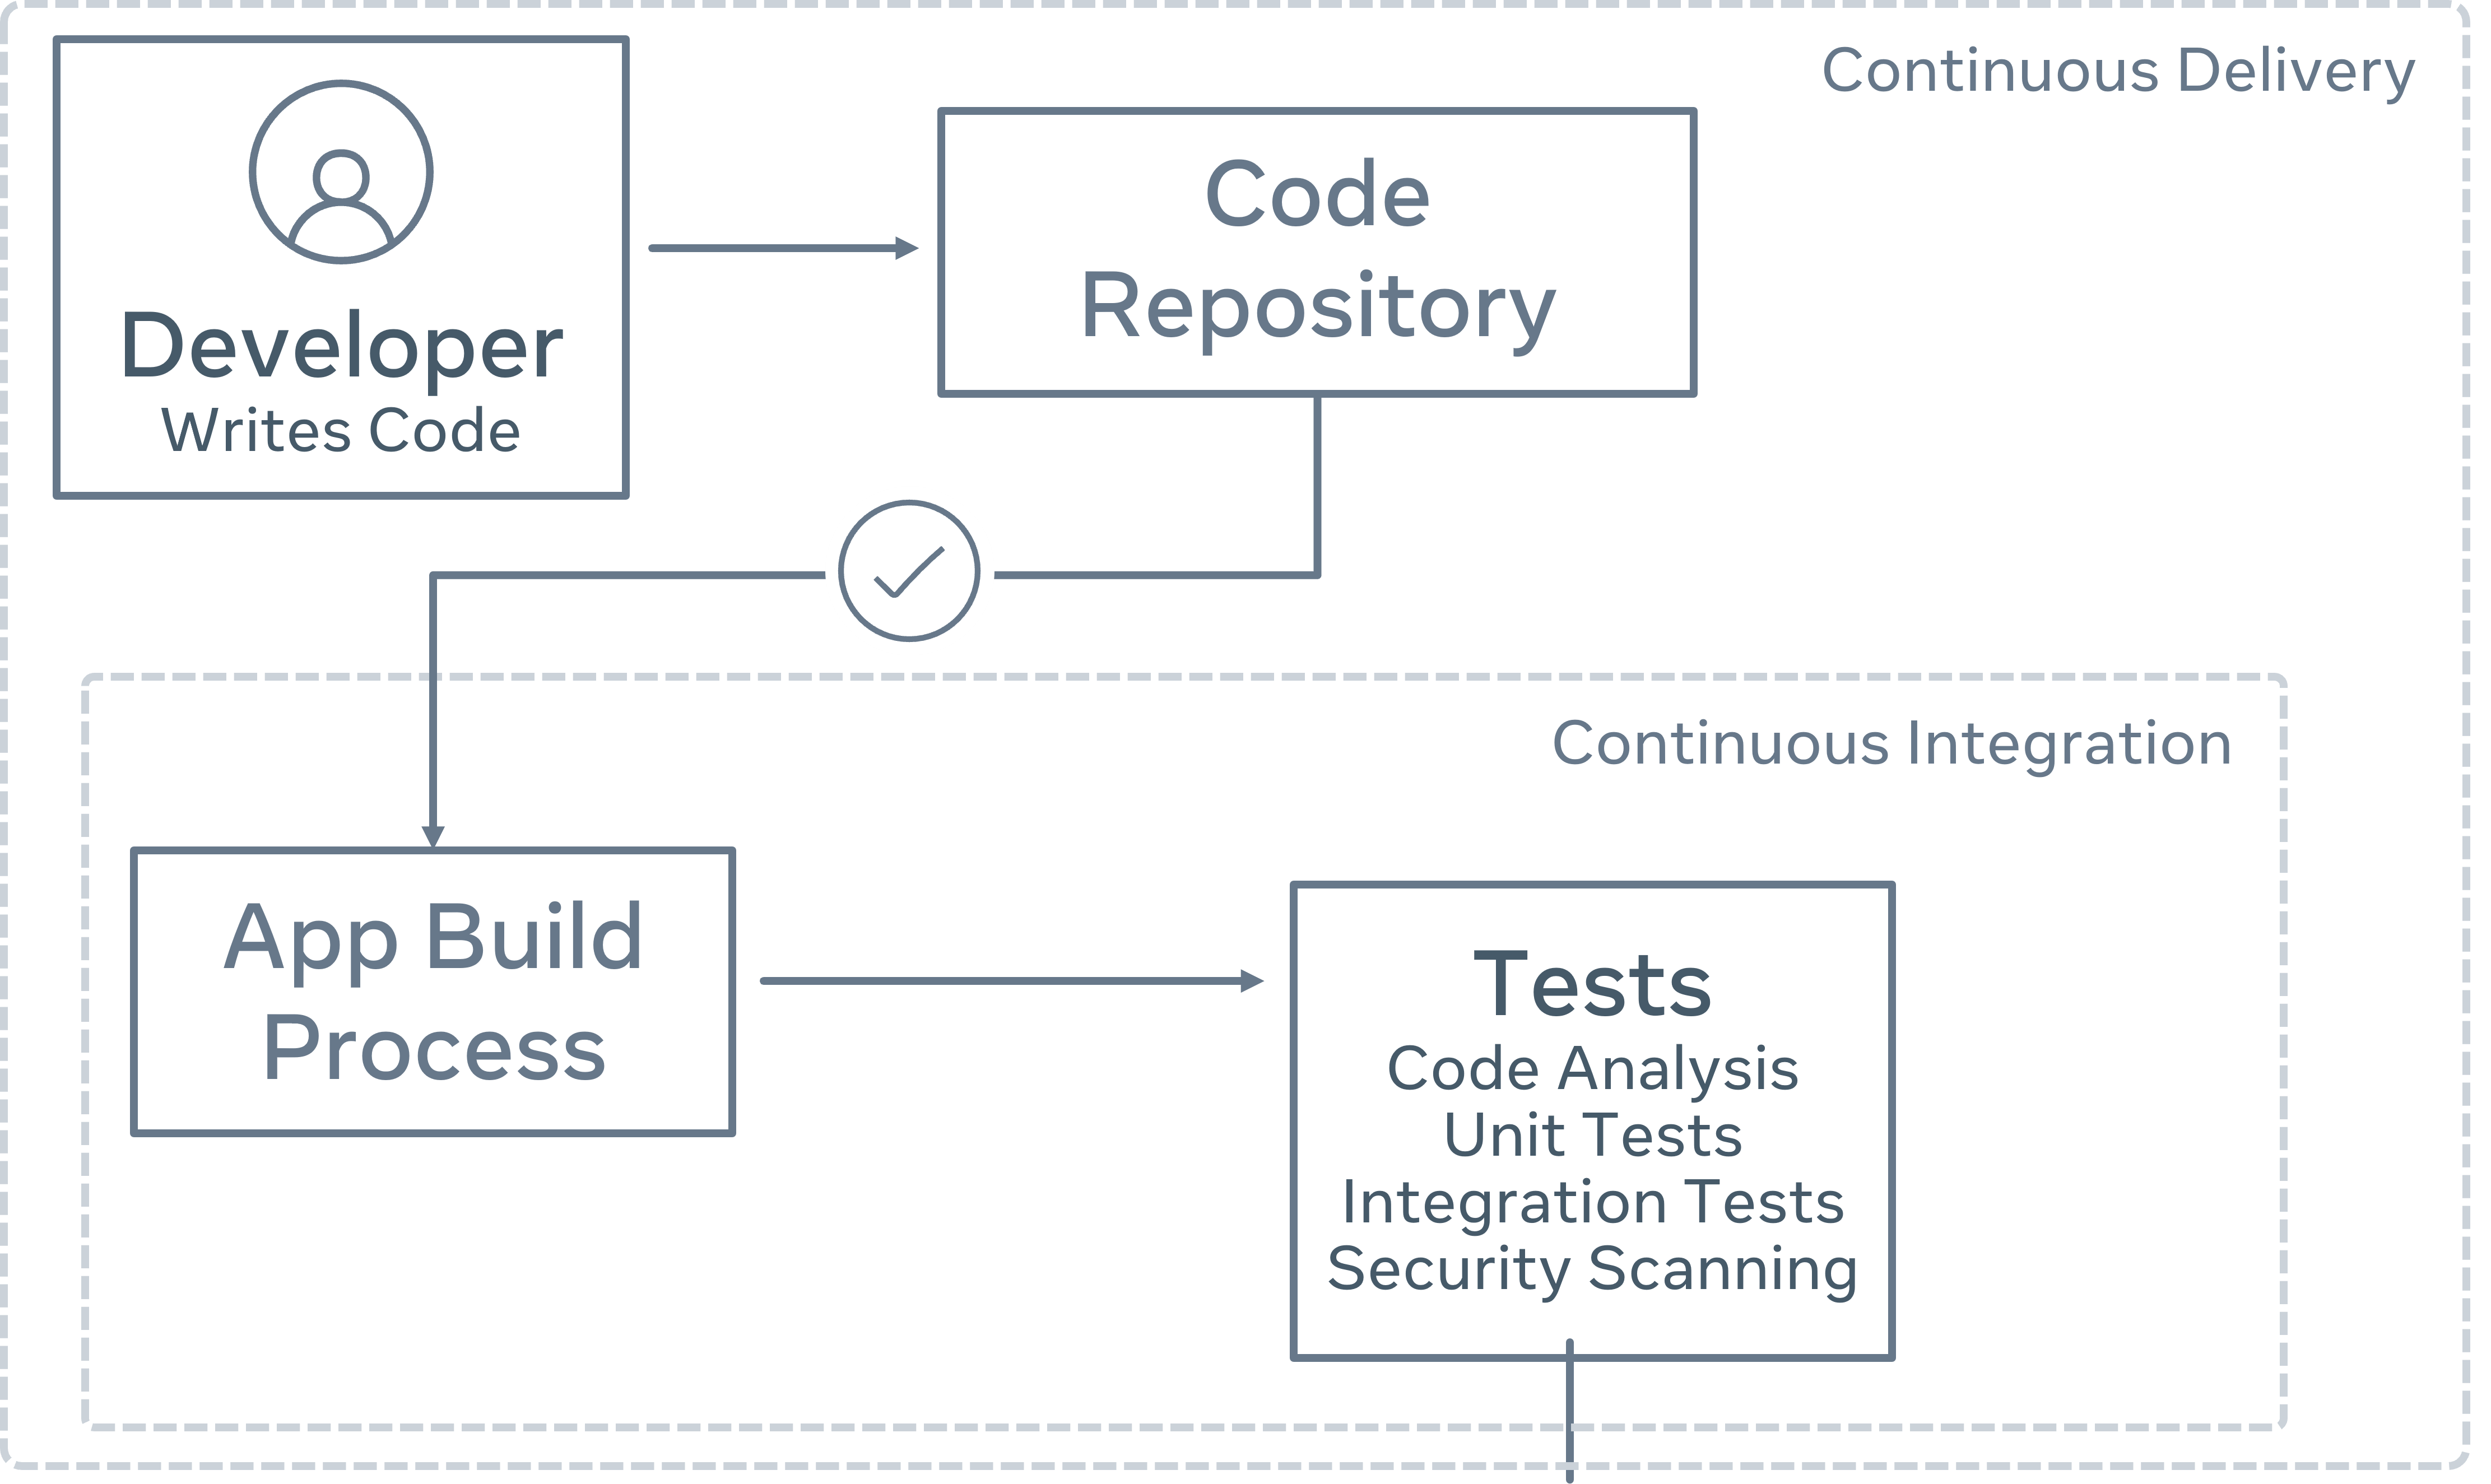 Continuous Delivery
Developer
Writes Code
Code
Repository
Continuous Integration
App Build
Process
Tests
Code Analysis
Unit Tests
Integration Tests
Security Scanning